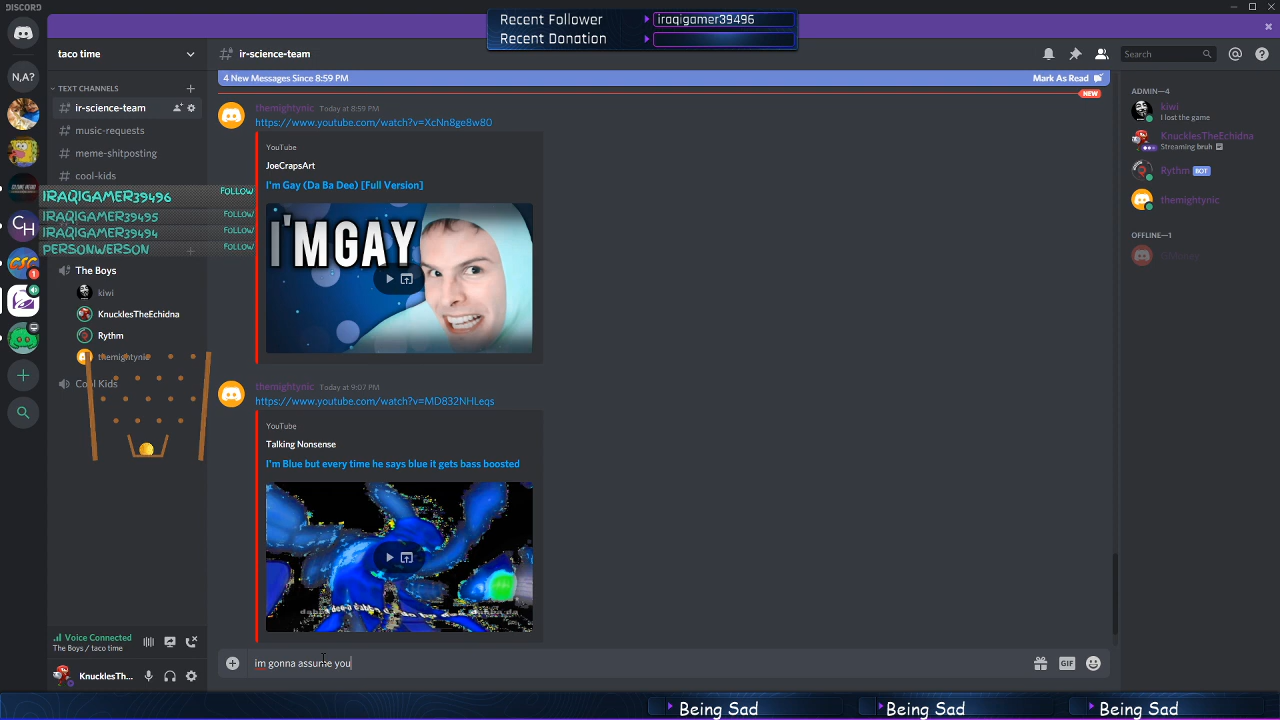 DISCORD
Recent Follower
iraqigamer39496
Recent Donation
taco time
ir-science-team
Search
4 New Messages Since 8:59 PM
Mark As Read
NEW
N,A?
TEXT CHANNELS
ir-science-team
music-requests
meme-shitposting
cool-kids
IRAQIGAMER39496 FOLLOW
IRAQIGAMER39495 FOLLOW
IRAQIGAMER39494 FOLLOW
PERSONWERSON FOLLOW
CH
CSC
1
The Boys
kiwi
KnucklesTheEchidna
Rythm
themightynic
Cool Kids
themightynic Today at 8:59 PM
https://www.youtube.com/watch?v=XcNn8ge8w80
YouTube
JoeCrapsArt
I'm Gay (Da Ba Dee) [Full Version]
I'M GAY
themightynic Today at 9:07 PM
https://www.youtube.com/watch?v=MD832NHLeqs
YouTube
Talking Nonsense
I'm Blue but every time he says blue it gets bass boosted
ADMIN—4
kiwi
I lost the game
KnucklesTheEchidna
Streaming bruh
Rythm BOT
themightynic
OFFLINE—1
Voice Connected
The Boys / taco time
KnucklesTh...
im gonna assume you
GIF
Being Sad
Being Sad
Being Sad